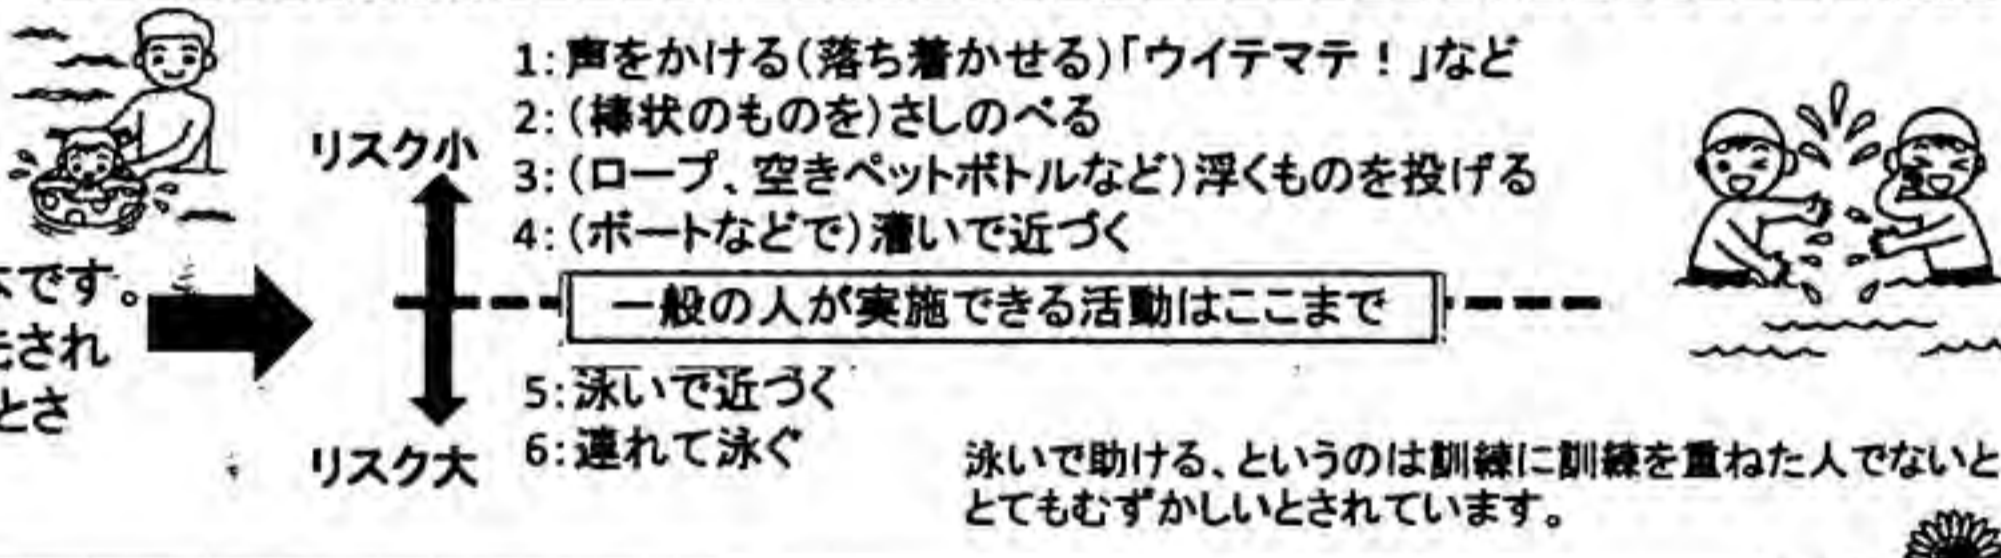 1:声をかける(落ち着かせる)「ウイテマテ!」など
リスク小
2:(棒状のものを)さしのべる
3:(ロープ、空きペットボトルなど)浮くものを投げる
4:(ボートなどで)漕いで近づく
です。
一般の人が実施できる活動はここまで
され
とさ
5:泳いで近づく
リスク大
6:連れて泳ぐ
泳いで助ける、というのは訓練に訓練を重ねた人でないと
とてもむずかしいとされています。